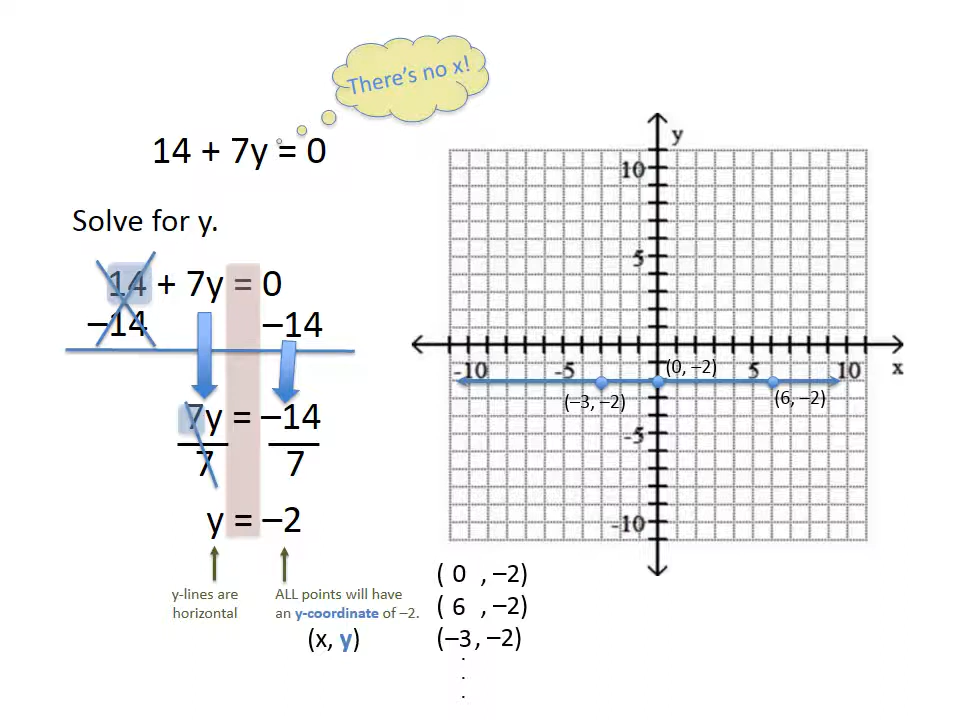 There's no x!
14 + 7y = 0
Solve for y.
14 + 7y = 0
–14 –14
7y = –14
7 7
y = –2
y-lines are
horizontal
ALL points will have
an y-coordinate of –2.
(x, y)
y
10
5
-10 -5 5 10 x
(0, –2)
(–3, –2) (6, –2)
-5
-10
( 0 , –2)
( 6 , –2)
(–3, –2)
.
.
.